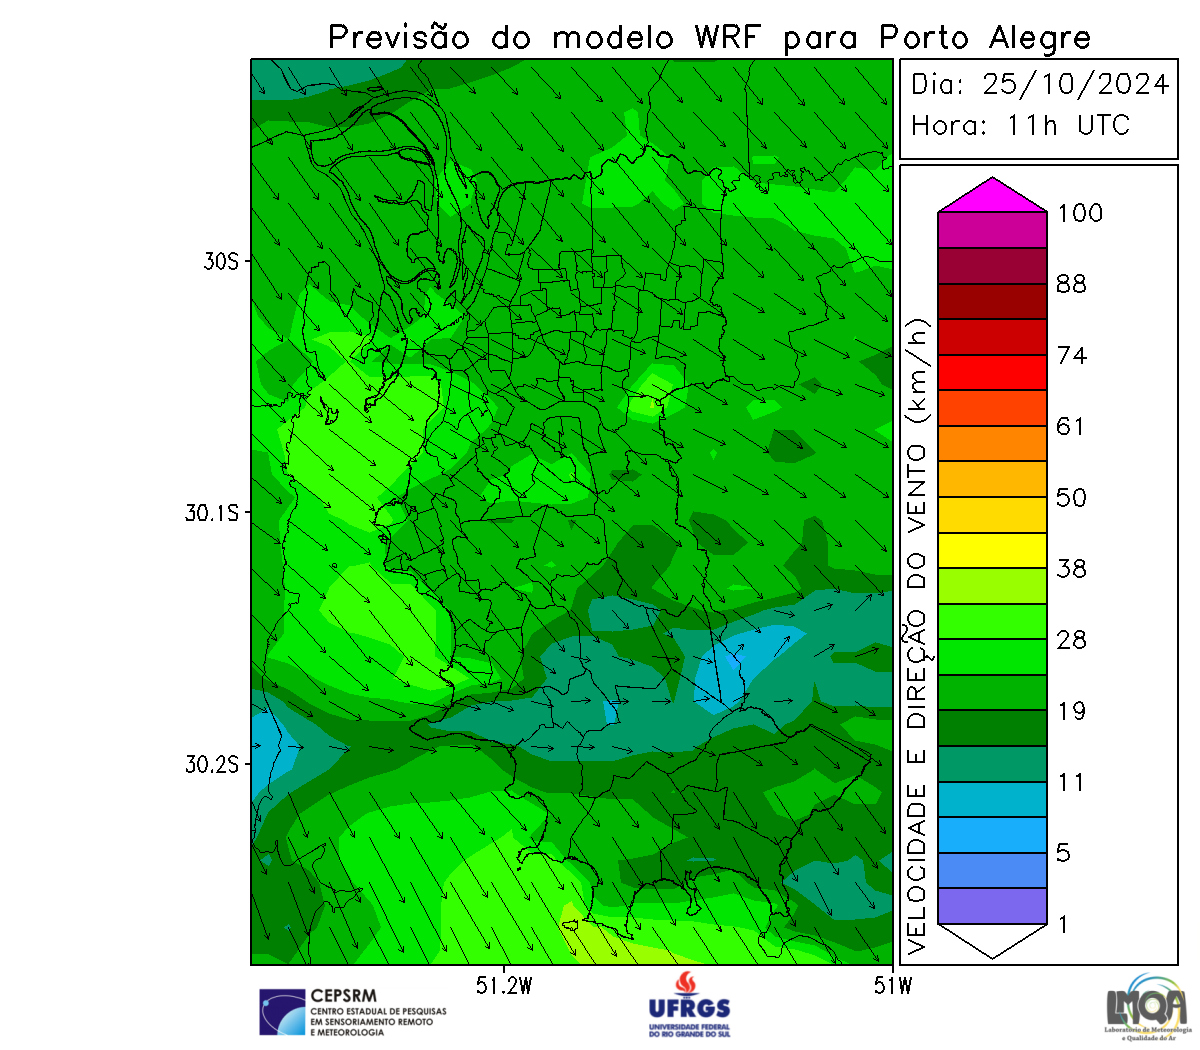 Previsão do modelo WRF para Porto Alegre
Dia: 25/10/2024
Hora: 11h UTC
30S
30.1S
30.2S
51.2W
51W
VELOCIDADE E DIREÇÃO DO VENTO (km/h)
100
88
74
61
50
38
28
19
11
5
1
CEPSRM
CENTRO ESTADUAL DE PESQUISAS
EM SENSORIAMENTO REMOTO
E METEOROLOGIA
UFRGS
UNIVERSIDADE FEDERAL
DO RIO GRANDE DO SUL
LMQA
Laboratório de Meteorologia
e Qualidade do Ar